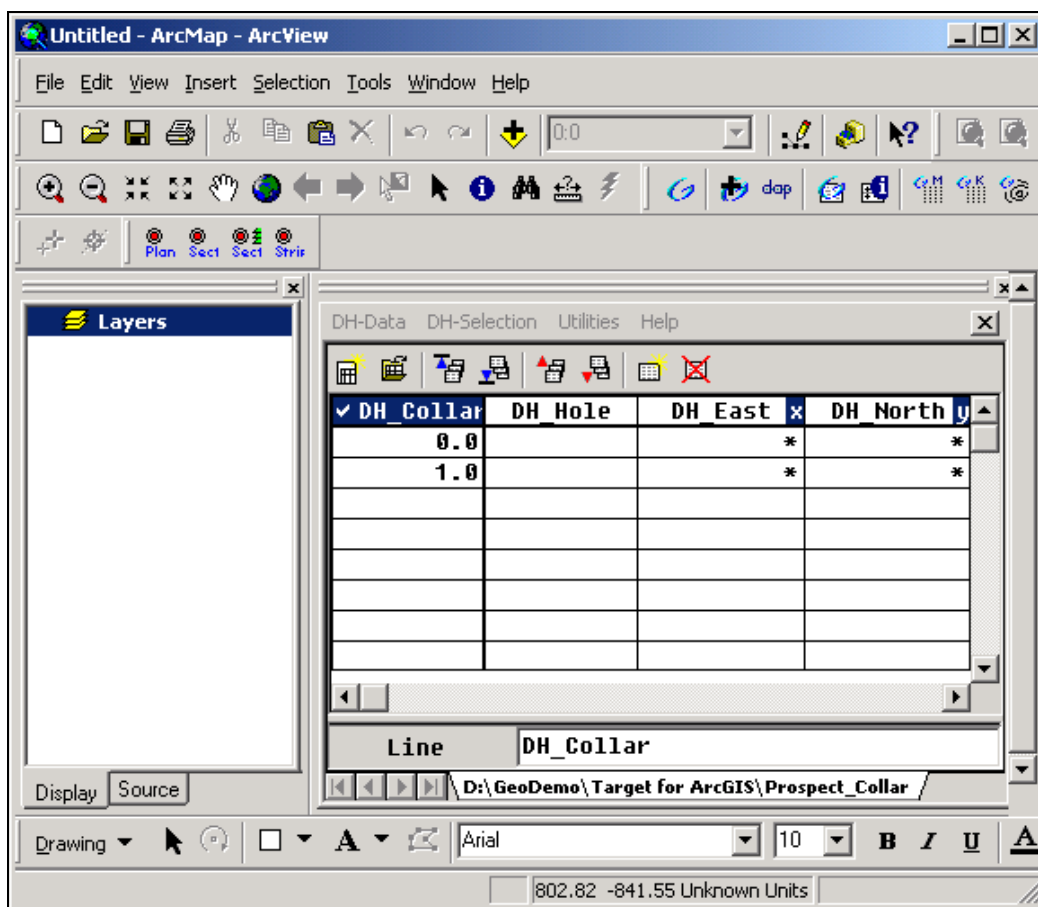 Untitled - ArcMap - ArcView
File Edit View Insert Selection Tools Window Help
0:0
dap
Plan Sect Sect Strip
Layers
DH-Data DH-Selection Utilities Help
DH_Collar DH_Hole DH_East x DH_North y
0.0 * *
1.0 * *
Line DH_Collar
D:\GeoDemo\Target for ArcGIS\Prospect_Collar
Display Source
Drawing A Arial 10 B I U A
802.82 -841.55 Unknown Units